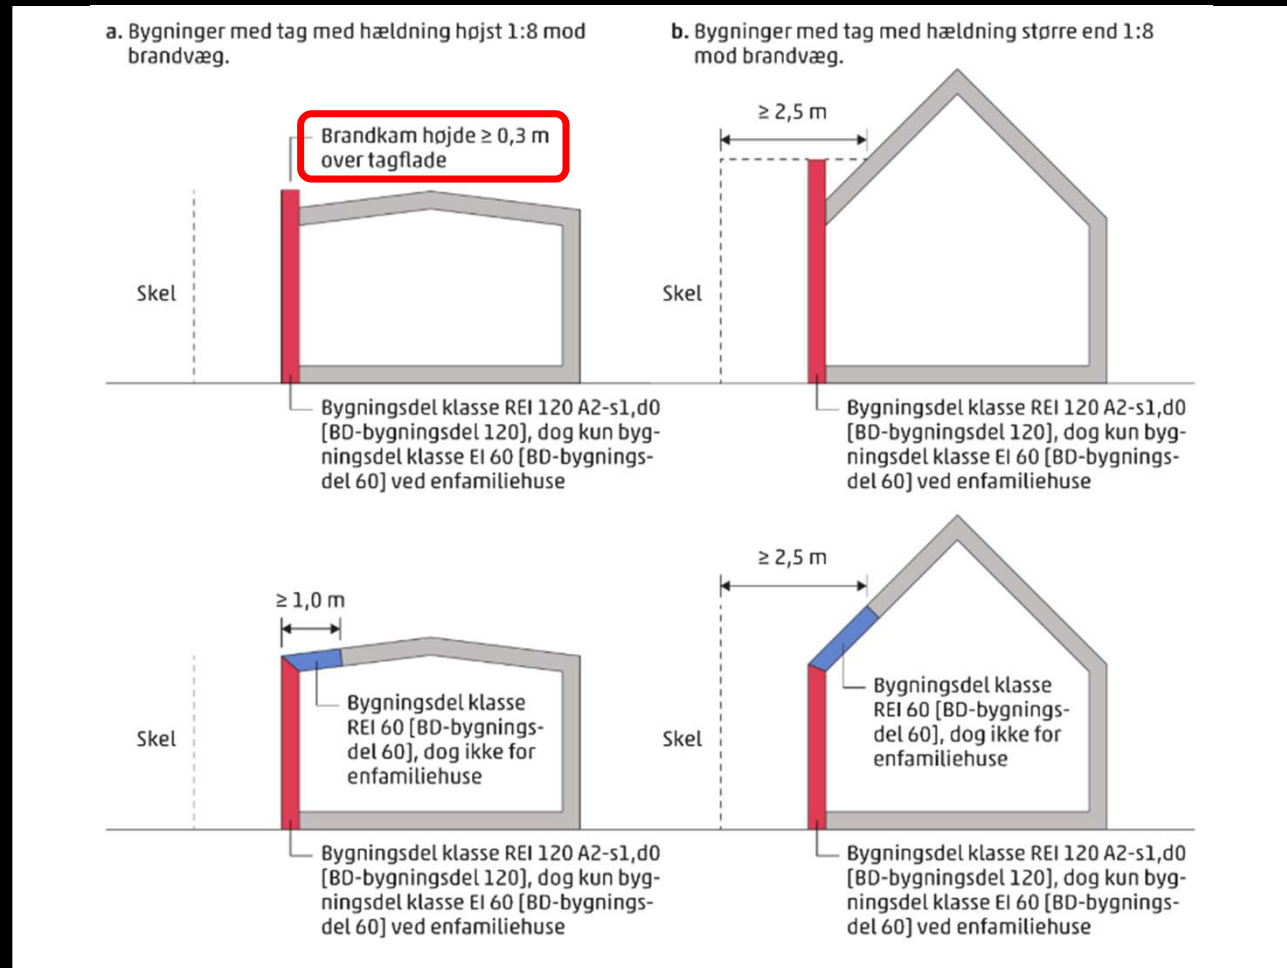 a. Bygninger med tag med hældning højst 1:8 mod
brandvæg.
Brandkam højde ≥ 0,3 m
over tagflade
Skel
Bygningsdel klasse REI 120 A2-s1,d0
[BD-bygningsdel 120], dog kun byg-
ningsdel klasse EI 60 [BD-bygnings-
del 60] ved enfamiliehuse
b. Bygninger med tag med hældning større end 1:8
mod brandvæg.
≥ 2,5 m
Skel
Bygningsdel klasse REI 120 A2-s1,d0
[BD-bygningsdel 120], dog kun byg-
ningsdel klasse EI 60 [BD-bygnings-
del 60] ved enfamiliehuse
≥ 1,0 m
Bygningsdel klasse
REI 60 [BD-bygnings-
del 60], dog ikke for
enfamiliehuse
Skel
Bygningsdel klasse REI 120 A2-s1,d0
[BD-bygningsdel 120], dog kun byg-
ningsdel klasse EI 60 [BD-bygnings-
del 60] ved enfamiliehuse
≥ 2,5 m
Bygningsdel klasse
REI 60 [BD-bygnings-
del 60], dog ikke for
enfamiliehuse
Skel
Bygningsdel klasse REI 120 A2-s1,d0
[BD-bygningsdel 120], dog kun byg-
ningsdel klasse EI 60 [BD-bygnings-
del 60] ved enfamiliehuse